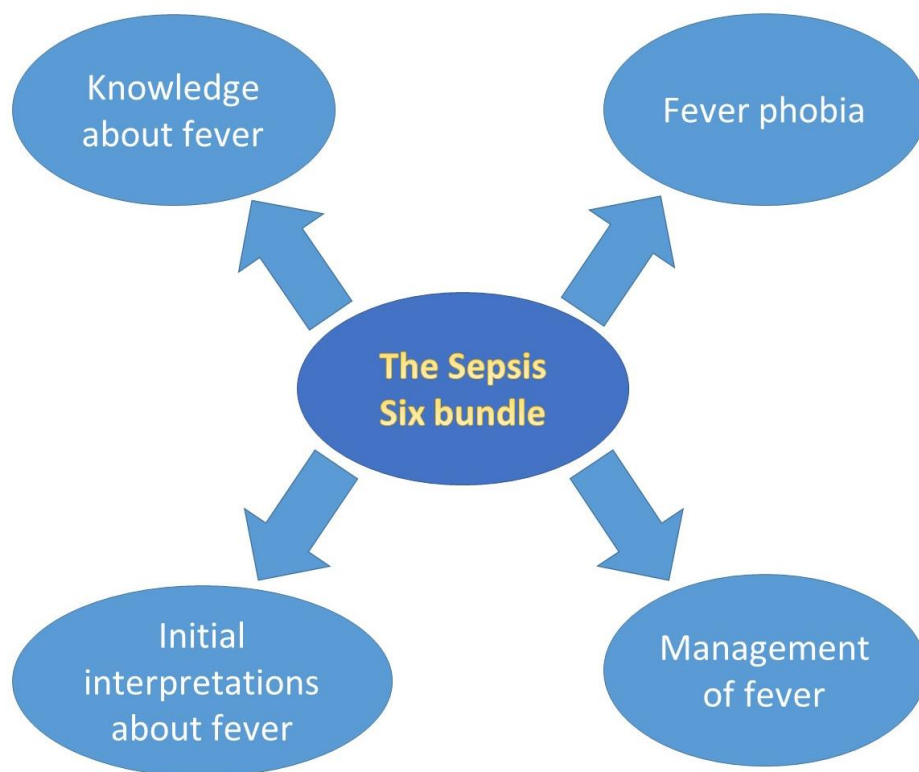 Knowledge
about fever
Fever phobia
The Sepsis
Six bundle
Initial
interpretations
about fever
Management
of fever